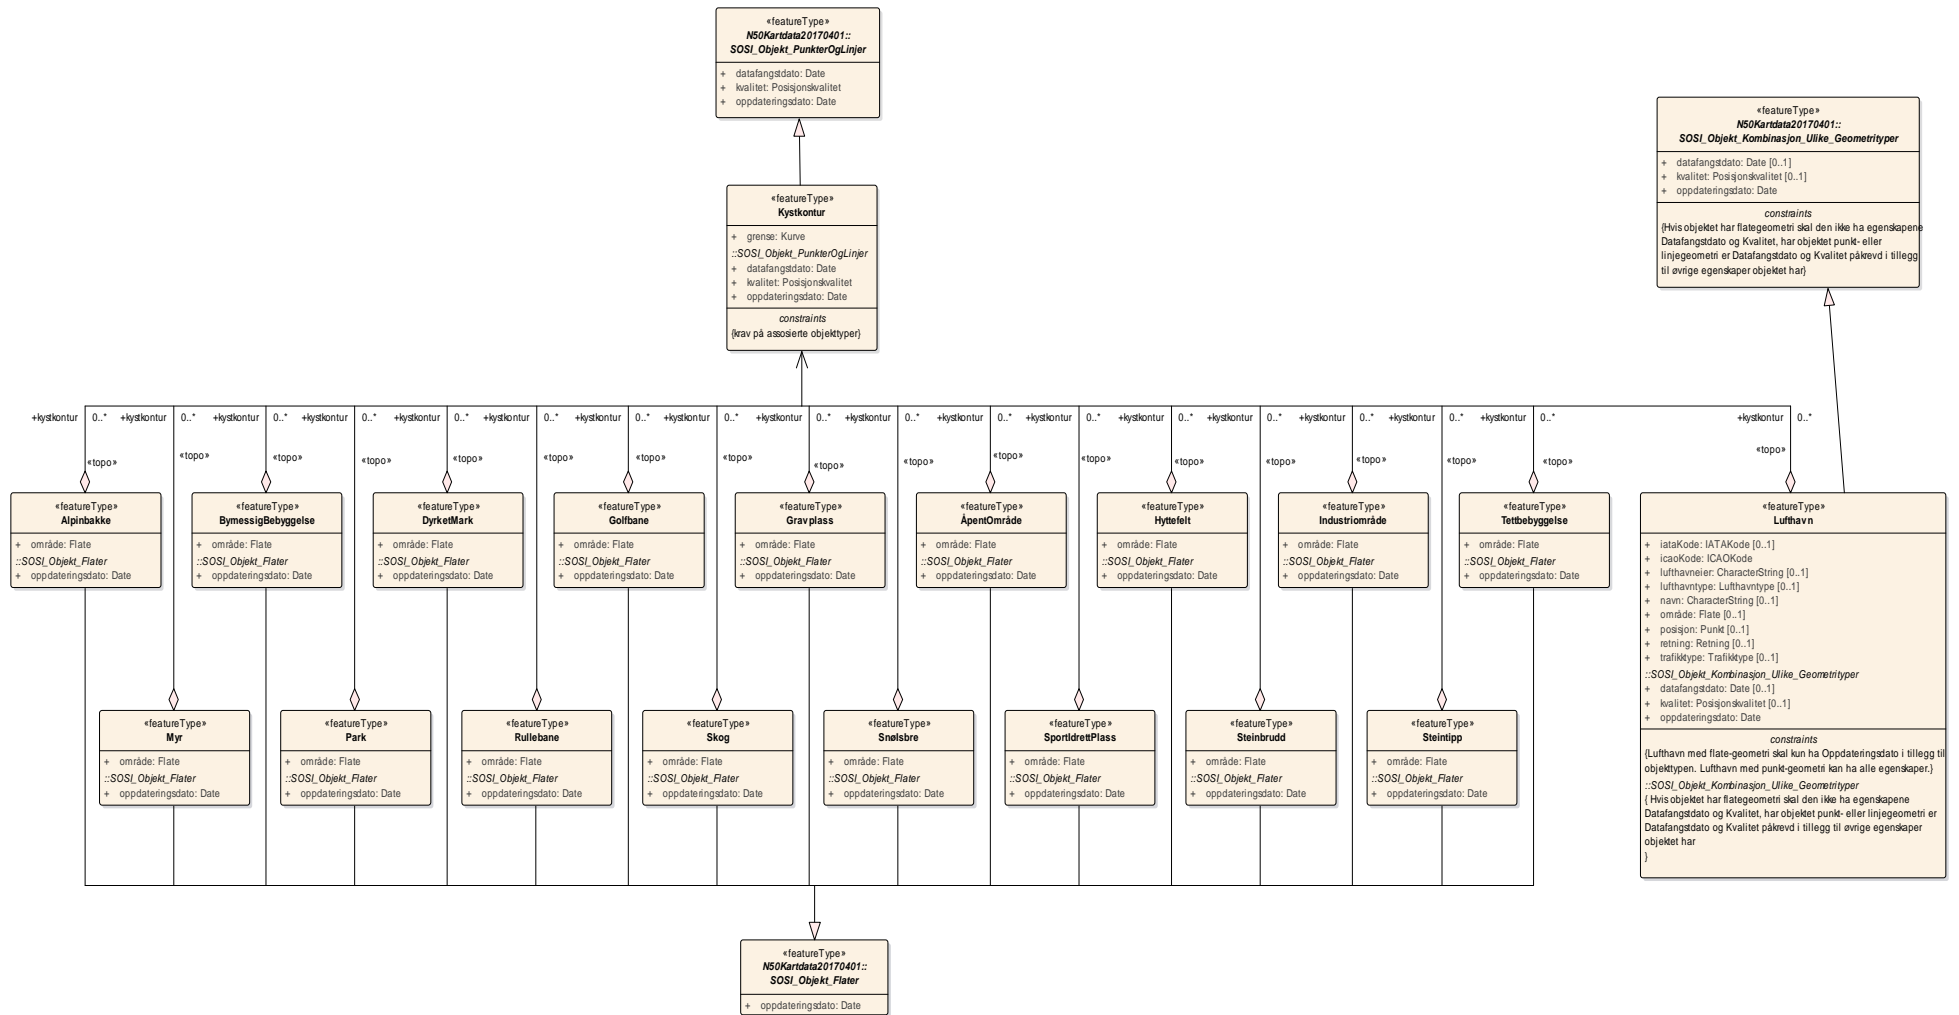 «featureType»
N50Kartdata20170401::
SOSI_Objekt_PunkterOgLinjer
+ datafangstdato: Date
+ kvalitet: Posisjonskvalitet
+ oppdateringsdato: Date
«featureType»
N50Kartdata20170401::
SOSI_Objekt_Kombinasjon_Ulike_Geometrityper
+ datafangstdato: Date [0..1]
+ kvalitet: Posisjonskvalitet [0..1]
+ oppdateringsdato: Date
constraints
{Hvis objektet har flategeometri skal den ikke ha egenskapene
Datafangstdato og Kvalitet, har objektet punkt- eller
linjegeometri er Datafangstdato og Kvalitet påkrevd i tillegg
til øvrige egenskaper objektet har}
«featureType»
Kystkontur
+ grense: Kurve
::SOSI_Objekt_PunkterOgLinjer
+ datafangstdato: Date
+ kvalitet: Posisjonskvalitet
+ oppdateringsdato: Date
constraints
{krav på assosierte objekttyper}
+kystkontur 0..* +kystkontur 0..* +kystkontur 0..* +kystkontur 0..* +kystkontur 0..* +kystkontur 0..* +kystkontur 0..* +kystkontur 0..* +kystkontur 0..* +kystkontur 0..* +kystkontur 0..* +kystkontur 0..* +kystkontur 0..* +kystkontur 0..* +kystkontur 0..* +kystkontur 0..* +kystkontur 0..* +kystkontur 0..*
«topo» «topo» «topo» «topo» «topo» «topo» «topo» «topo» «topo» «topo» «topo» «topo» «topo» «topo» «topo» «topo» «topo» «topo»
«featureType»
Alpinbakke
+ område: Flate
::SOSI_Objekt_Flater
+ oppdateringsdato: Date
«featureType»
BymessigBebyggelse
+ område: Flate
::SOSI_Objekt_Flater
+ oppdateringsdato: Date
«featureType»
DyrketMark
+ område: Flate
::SOSI_Objekt_Flater
+ oppdateringsdato: Date
«featureType»
Golfbane
+ område: Flate
::SOSI_Objekt_Flater
+ oppdateringsdato: Date
«featureType»
Gravplass
+ område: Flate
::SOSI_Objekt_Flater
+ oppdateringsdato: Date
«featureType»
ÅpentOmråde
+ område: Flate
::SOSI_Objekt_Flater
+ oppdateringsdato: Date
«featureType»
Hyttefelt
+ område: Flate
::SOSI_Objekt_Flater
+ oppdateringsdato: Date
«featureType»
Industriområde
+ område: Flate
::SOSI_Objekt_Flater
+ oppdateringsdato: Date
«featureType»
Tettbebyggelse
+ område: Flate
::SOSI_Objekt_Flater
+ oppdateringsdato: Date
«featureType»
Lufthavn
+ iataKode: IATAKode [0..1]
+ icaoKode: ICAOKode
+ lufthavneier: CharacterString [0..1]
+ lufthavntype: Lufthavntype [0..1]
+ navn: CharacterString [0..1]
+ område: Flate [0..1]
+ posisjon: Punkt [0..1]
+ retning: Retning [0..1]
+ trafikktype: Trafikktype [0..1]
::SOSI_Objekt_Kombinasjon_Ulike_Geometrityper
+ datafangstdato: Date [0..1]
+ kvalitet: Posisjonskvalitet [0..1]
+ oppdateringsdato: Date
constraints
{Lufthavn med flate-geometri skal kun ha Oppdateringsdato i tillegg til
objekttypen. Lufthavn med punkt-geometri kan ha alle egenskaper.}
::SOSI_Objekt_Kombinasjon_Ulike_Geometrityper
{ Hvis objektet har flategeometri skal den ikke ha egenskapene
Datafangstdato og Kvalitet, har objektet punkt- eller linjegeometri er
Datafangstdato og Kvalitet påkrevd i tillegg til øvrige egenskaper
objektet har
}
«featureType»
Myr
+ område: Flate
::SOSI_Objekt_Flater
+ oppdateringsdato: Date
«featureType»
Park
+ område: Flate
::SOSI_Objekt_Flater
+ oppdateringsdato: Date
«featureType»
Rullebane
+ område: Flate
::SOSI_Objekt_Flater
+ oppdateringsdato: Date
«featureType»
Skog
+ område: Flate
::SOSI_Objekt_Flater
+ oppdateringsdato: Date
«featureType»
SnøIsbre
+ område: Flate
::SOSI_Objekt_Flater
+ oppdateringsdato: Date
«featureType»
SportIdrettPlass
+ område: Flate
::SOSI_Objekt_Flater
+ oppdateringsdato: Date
«featureType»
Steinbrudd
+ område: Flate
::SOSI_Objekt_Flater
+ oppdateringsdato: Date
«featureType»
Steintipp
+ område: Flate
::SOSI_Objekt_Flater
+ oppdateringsdato: Date
«featureType»
N50Kartdata20170401::
SOSI_Objekt_Flater
+ oppdateringsdato: Date